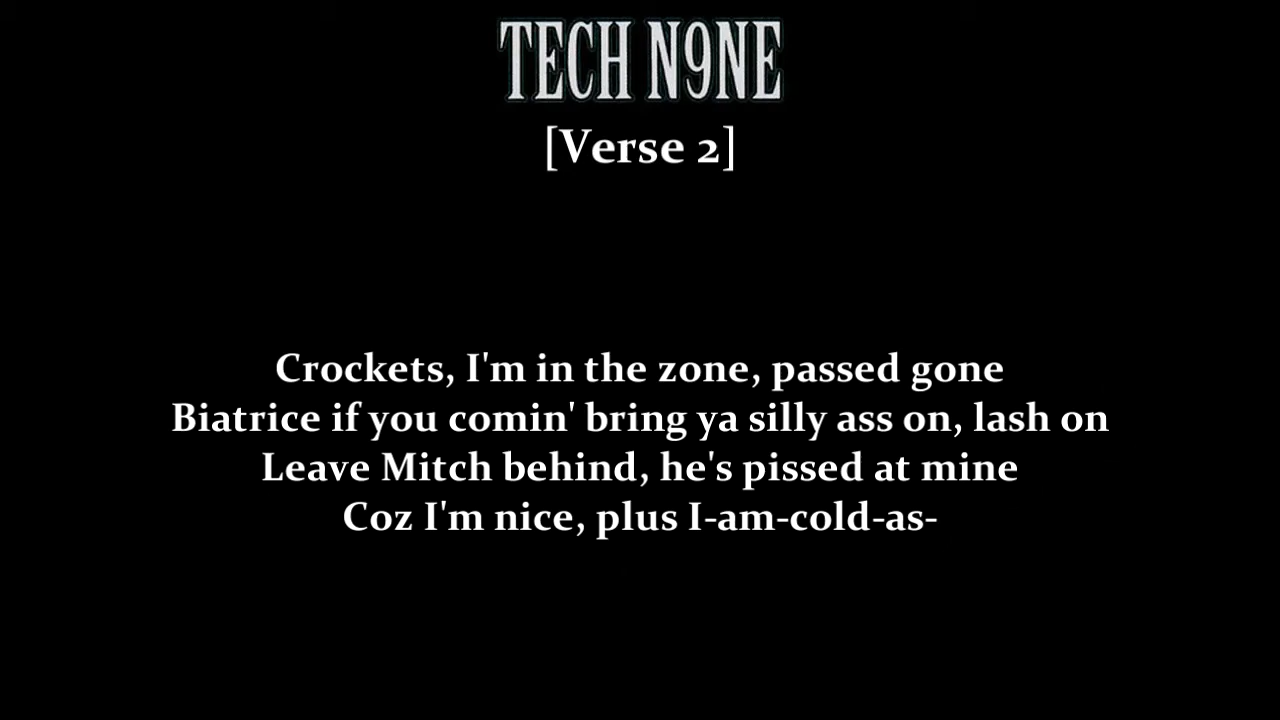 TECH N9NE
[Verse 2]
Crockets, I'm in the zone, passed gone
Biatrice if you comin' bring ya silly ass on, lash on
Leave Mitch behind, he's pissed at mine
Coz I'm nice, plus I-am-cold-as-